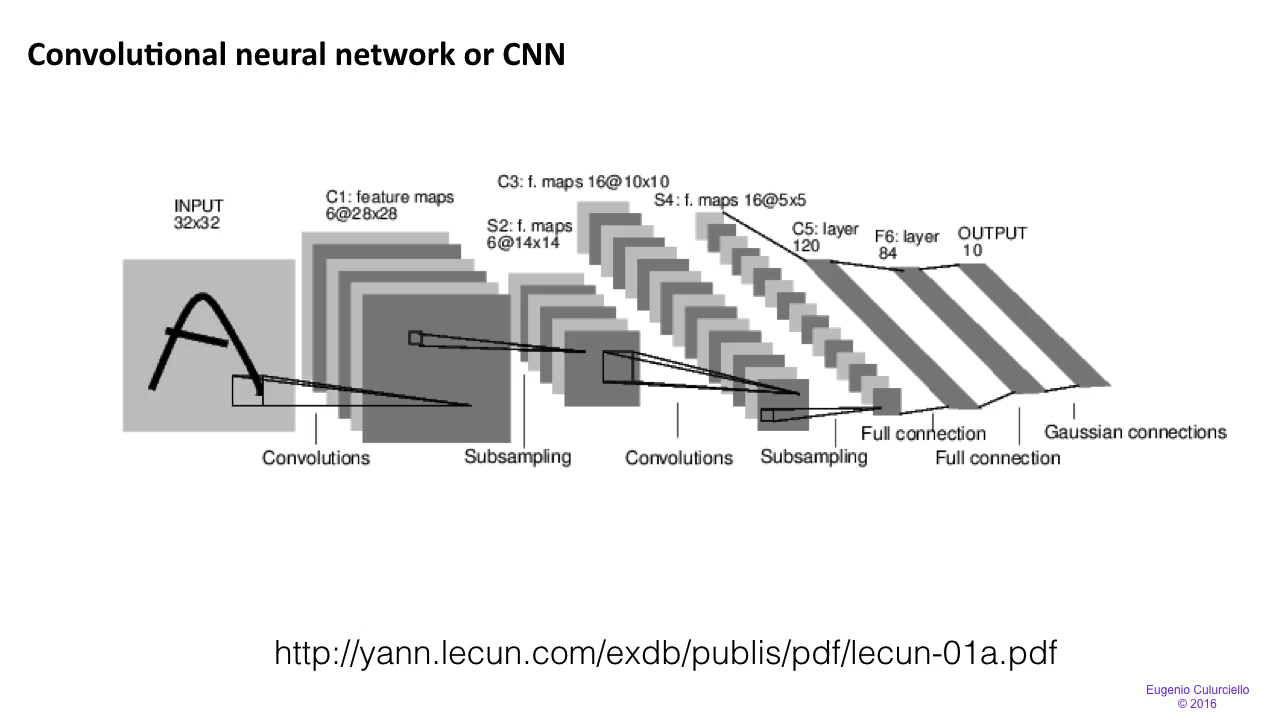 Convolutional neural network or CNN
INPUT
32x32
C1: feature maps
6@28x28
S2: f. maps
6@14x14
C3: f. maps 16@10x10
S4: f. maps 16@5x5
C5: layer
120
F6: layer
84
OUTPUT
10
Convolutions
Subsampling
Convolutions
Subsampling
Full connection
Full connection
Gaussian connections
http://yann.lecun.com/exdb/publis/pdf/lecun-01a.pdf
Eugenio Culurciello
© 2016